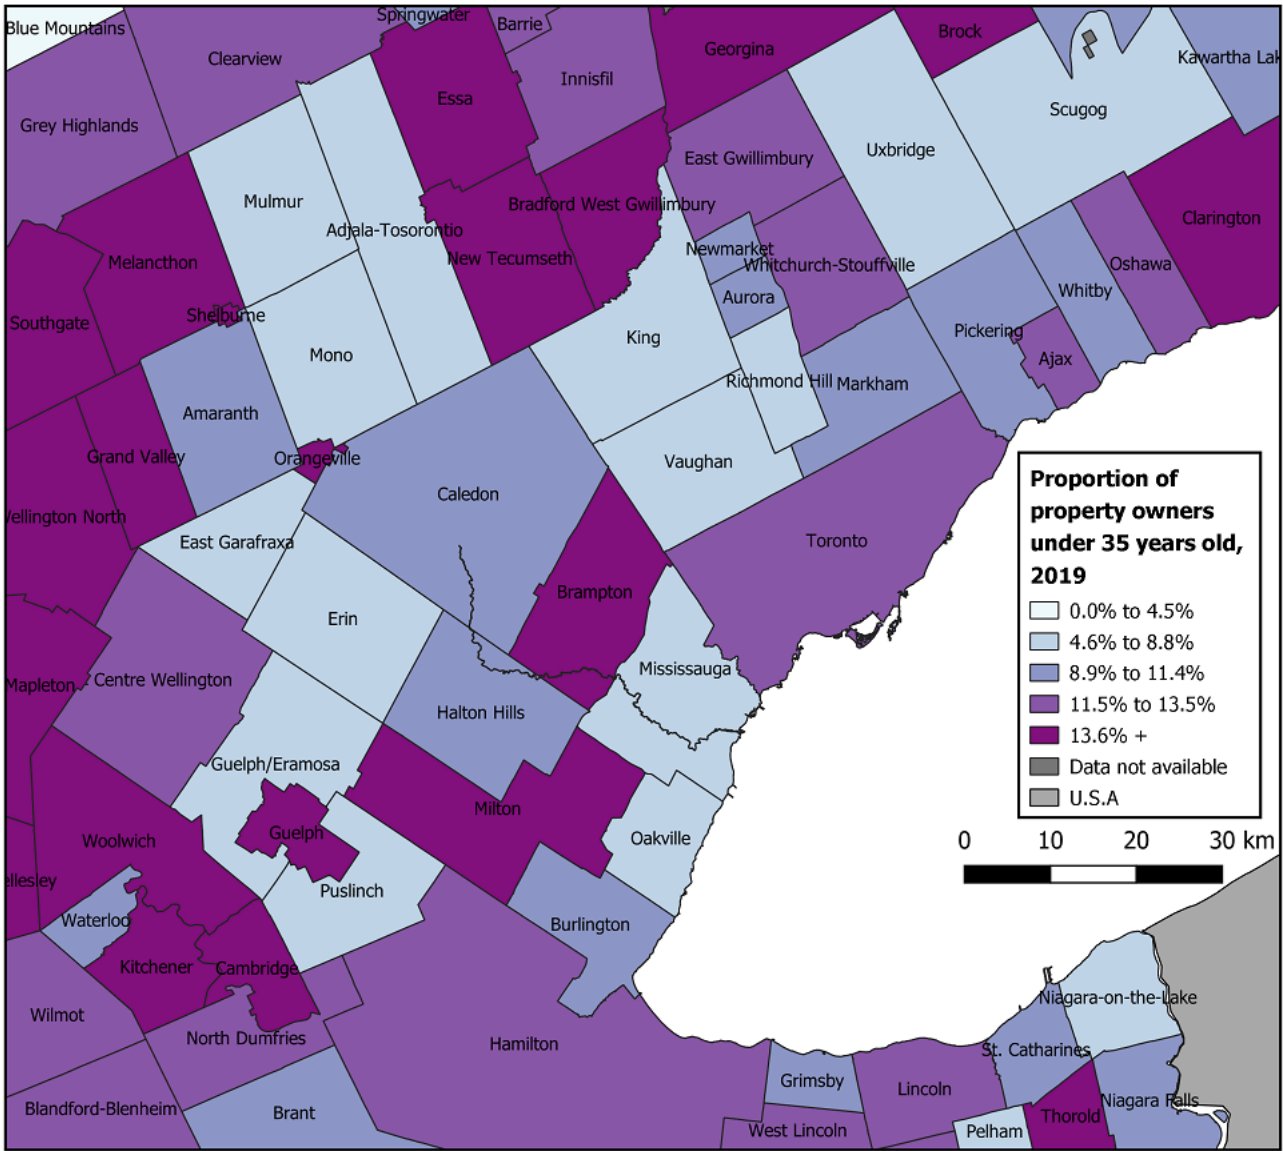 Springwater
Blue Mountains
Barrie
Brock
Georgina
Clearview
Kawartha Lak
Innisfil
Essa
Scugog
Grey Highlands
Uxbridge
East Gwillimbury
Mulmur
Bradford West Gwillimbury
Clarington
Adjala-Tosorontio
Newmarket
New Tecumseth
Melancthon
Whitchurch-Stouffville
Oshawa
Whitby
Aurora
Shelburne
Southgate
Pickering
King
Mono
Ajax
Richmond Hill
Markham
Amaranth
Grand Valley
Orangeville
Vaughan
Caledon
ellington North
East Garafraxa
Toronto
Brampton
Erin
Mississauga
Centre Wellington
Mapleton
Halton Hills
Guelph/Eramosa
Milton
Guelph
Oakville
Woolwich
ellesley
Puslinch
Waterloo
Burlington
Kitchener
Cambridge
Niagara-on-the-Lake
Wilmot
North Dumfries
Hamilton
St. Catharines
Grimsby
Lincoln
Niagara Falls
Blandford-Blenheim
Brant
Thorold
West Lincoln
Pelham
Proportion of
property owners
under 35 years old,
2019
0.0% to 4.5%
4.6% to 8.8%
8.9% to 11.4%
11.5% to 13.5%
13.6% +
Data not available
U.S.A
0 10 20 30 km